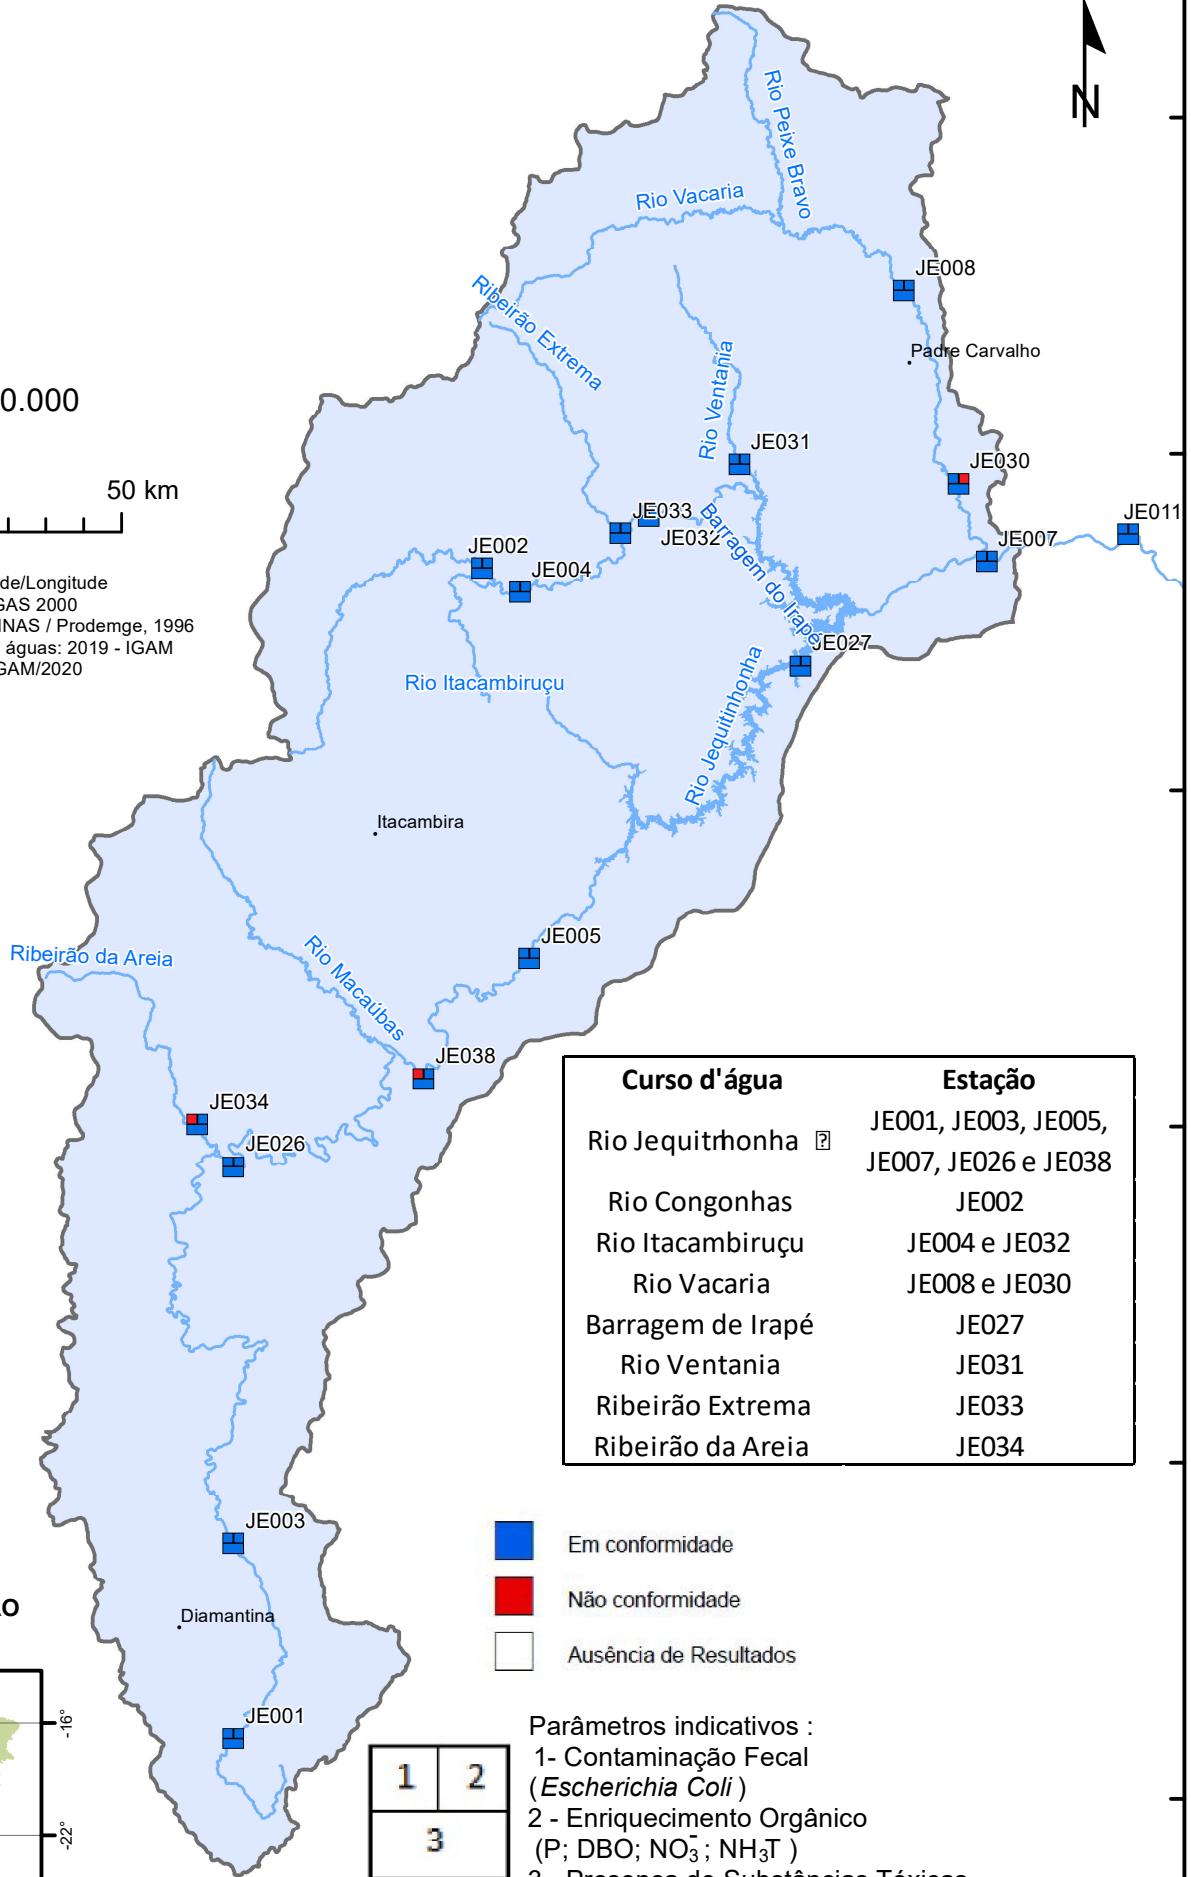 N
Rio Peixe Bravo
Rio Vacaria
JE008
Ribeirão Extrema
Padre Carvalho
Rio Ventania
0.000
JE031
JE030
50 km
JE033
JE011
JE032
Barragem do Irapé
JE007
JE002
JE004
de/Longitude
GAS 2000
INAS / Prodemge, 1996
águas: 2019 - IGAM
GAM/2020
JE027
Rio Itacambiruçu
Rio Jequitinhonha
Itacambira
JE005
Ribeirão da Areia
Rio Macaúbas
JE038
JE034
JE026
Curso d'água Estação
Rio Jequitinhonha JE001, JE003, JE005,
JE007, JE026 e JE038
Rio Congonhas JE002
Rio Itacambiruçu JE004 e JE032
Rio Vacaria JE008 e JE030
Barragem de Irapé JE027
Rio Ventania JE031
Ribeirão Extrema JE033
Ribeirão da Areia JE034
JE003
Em conformidade
Não conformidade
Ausência de Resultados
ÃO
Diamantina
JE001
-16°
-22°
1 2
3
Parâmetros indicativos :
1- Contaminação Fecal
(Escherichia Coli )
2 - Enriquecimento Orgânico
(P; DBO; NO₃⁻; NH₃T )
3 - Presença de Substâncias Tóxicas